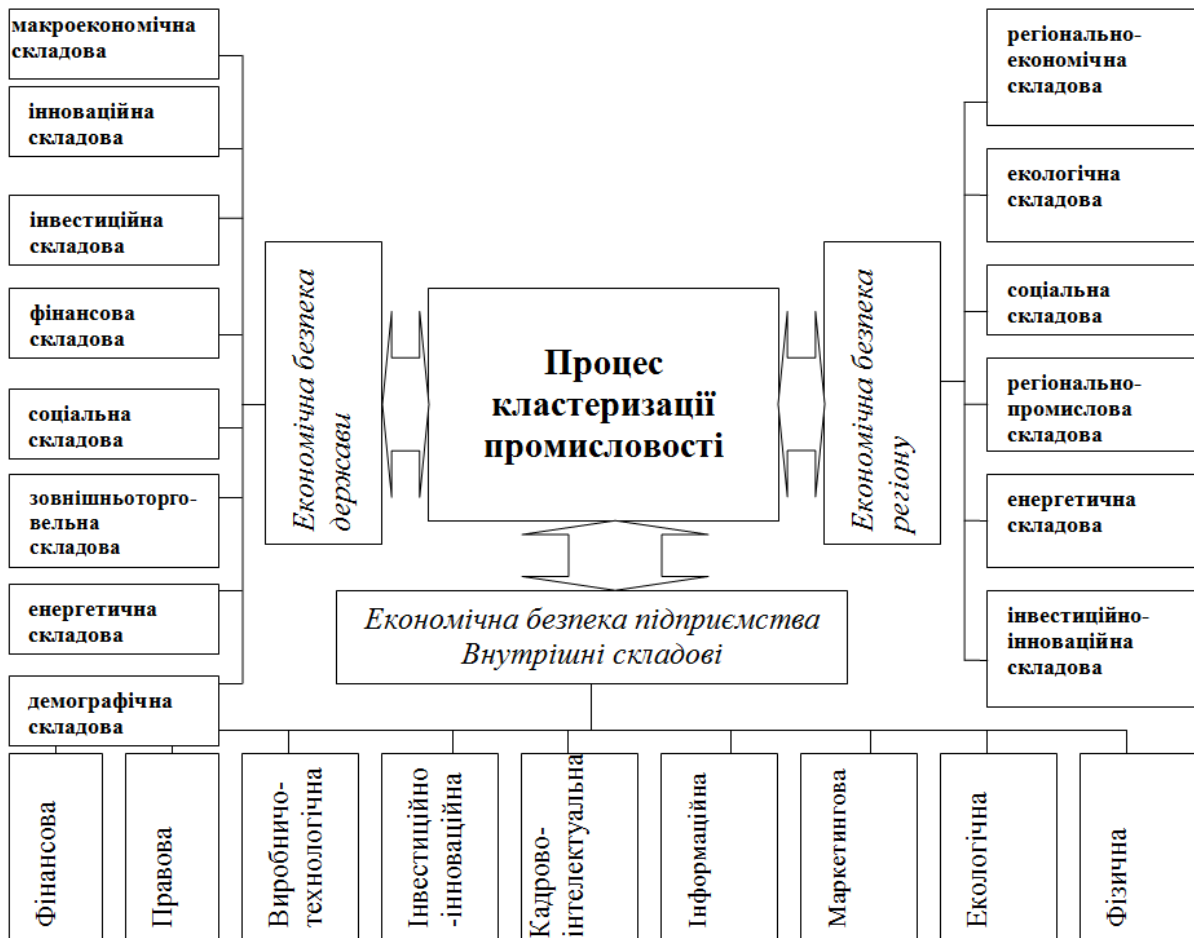 макроекономічна
складова
інноваційна
складова
інвестиційна
складова
фінансова
складова
соціальна
складова
зовнішньоторго-
вельна
складова
енергетична
складова
демографічна
складова
Економічна безпека
держави
Процес
кластеризації
промисловості
Економічна безпека
регіону
регіонально-
економічна
складова
екологічна
складова
соціальна
складова
регіонально-
промислова
складова
енергетична
складова
інвестиційно-
інноваційна
складова
Економічна безпека підприємства
Внутрішні складові
Фінансова
Правова
Виробничо-
технологічна
Інвестиційно
-інноваційна
Кадрово-
інтелектуальна
Інформаційна
Маркетингова
Екологічна
Фізична